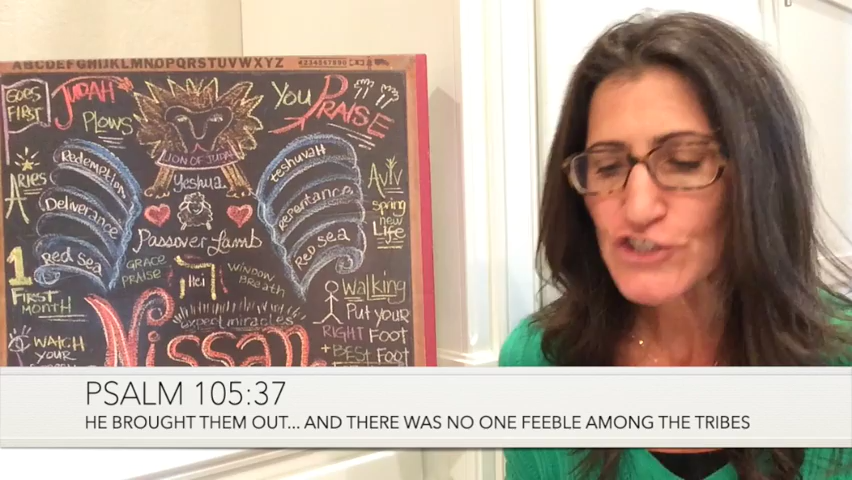 ABCDEFGHIJKLMNOPQRSTUVWXYZ 1234567890
GOES
FIRST
JUDAH
PLOWS
YOU PRAISE
LION OF JUDAH
Yeshua
Redemption
Deliverance
Red Sea
teshuvah
Repentance
Red Sea
Aries
Aviv
Spring
new
Life
Passover Lamb
GRACE
PRAISE
Hei
WINDOW
BREATH
1
FIRST
MONTH
Walking
Put YOUR
RIGHT FOOT
+ BEST FOOT
expect miracles
Nissan
WATCH
YOUR
PSALM 105:37
HE BROUGHT THEM OUT... AND THERE WAS NO ONE FEEBLE AMONG THE TRIBES